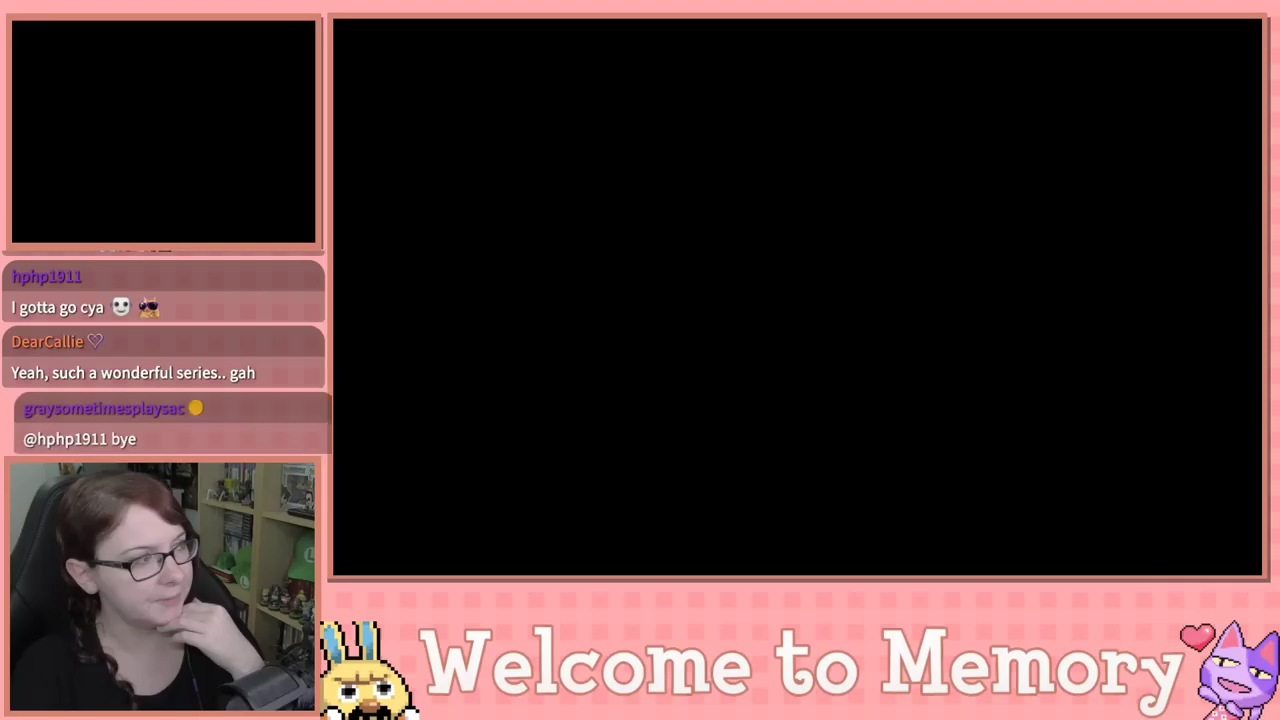 hphp1911
I gotta go cya
DearCallie ♡
Yeah, such a wonderful series.. gah
graysometimesplaysac
@hphp1911 bye
Welcome to Memory